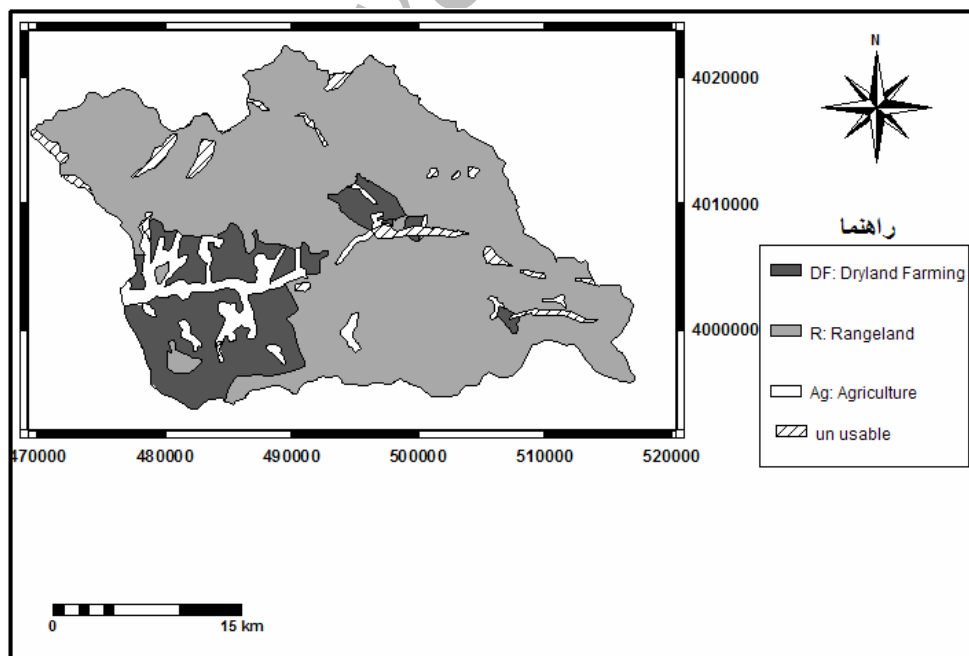 N
4020000
4010000
4000000
470000 480000 490000 500000 510000 520000
راهنما
DF: Dryland Farming
R: Rangeland
Ag: Agriculture
un usable
0 15 km